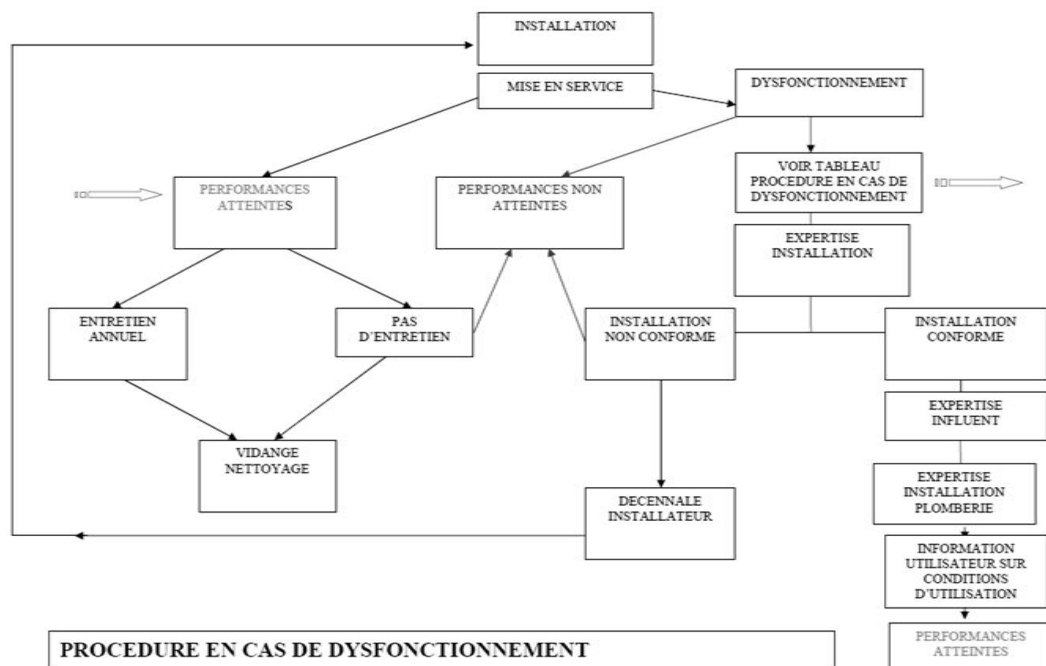 INSTALLATION
MISE EN SERVICE
DYSFONCTIONNEMENT
VOIR TABLEAU
PROCEDURE EN CAS DE
DYSFONCTIONNEMENT
PERFORMANCES
ATTEINTES
PERFORMANCES NON
ATTEINTES
EXPERTISE
INSTALLATION
ENTRETIEN
ANNUEL
PAS
D'ENTRETIEN
INSTALLATION
NON CONFORME
INSTALLATION
CONFORME
EXPERTISE
INFLUENT
VIDANGE
NETTOYAGE
EXPERTISE
INSTALLATION
PLOMBERIE
DECENNALE
INSTALLATEUR
INFORMATION
UTILISATEUR SUR
CONDITIONS
D'UTILISATION
PERFORMANCES
ATTEINTES
PROCEDURE EN CAS DE DYSFONCTIONNEMENT